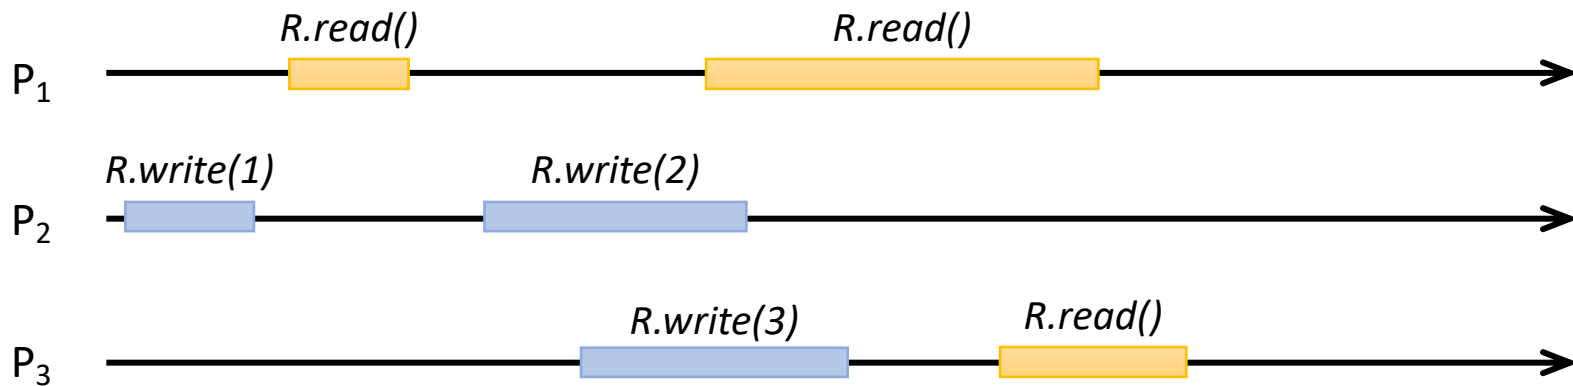 R.read() R.read()
P1
R.write(1) R.write(2)
P2
R.write(3) R.read()
P3